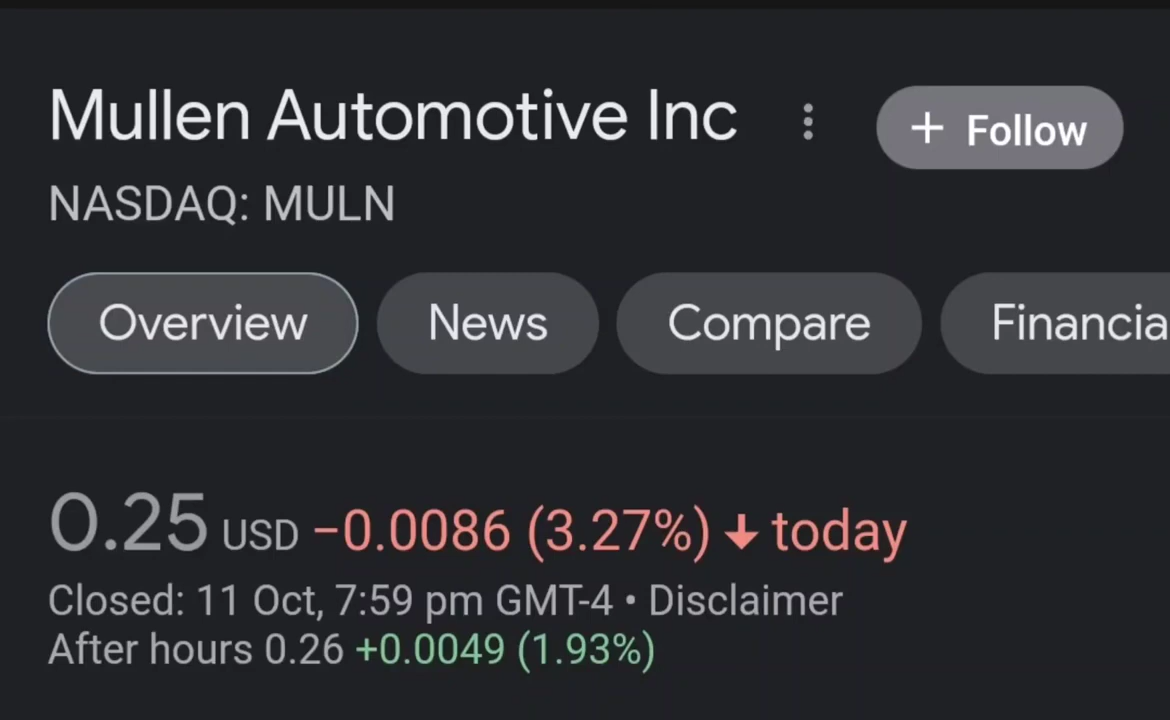 Mullen Automotive Inc
+ Follow
NASDAQ: MULN
Overview News Compare Financia
0.25 USD −0.0086 (3.27%) ↓ today
Closed: 11 Oct, 7:59 pm GMT-4 • Disclaimer
After hours 0.26 +0.0049 (1.93%)